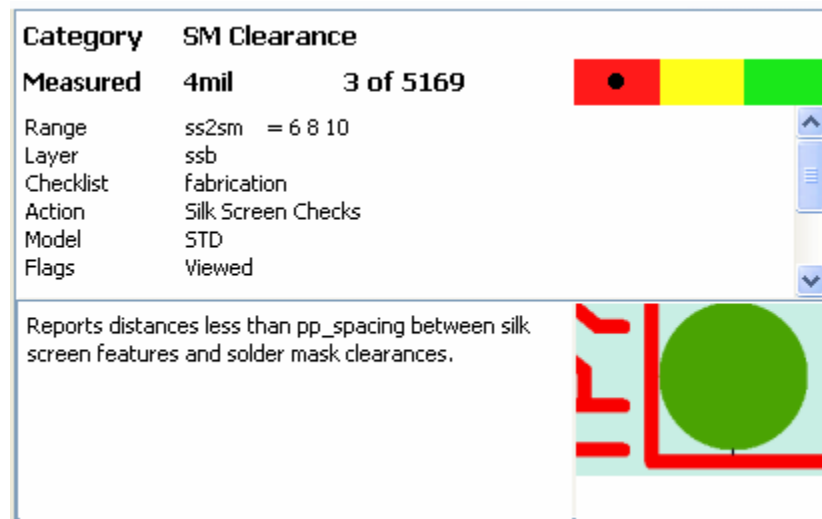 Category SM Clearance
Measured 4mil 3 of 5169
Range ss2sm = 6 8 10
Layer ssb
Checklist fabrication
Action Silk Screen Checks
Model STD
Flags Viewed
Reports distances less than pp_spacing between silk
screen features and solder mask clearances.